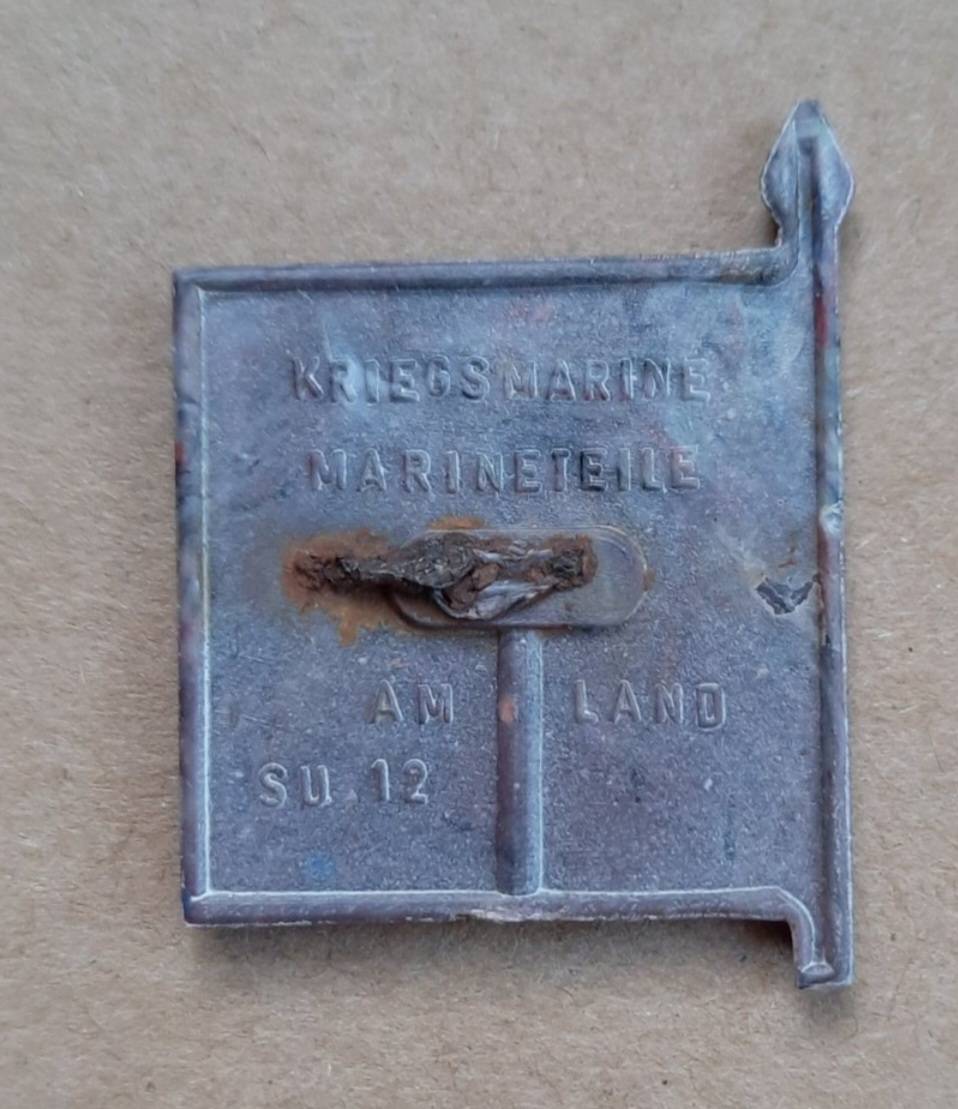 KRIEGSMARINE
MARINETEILE
AM LAND
SU 12